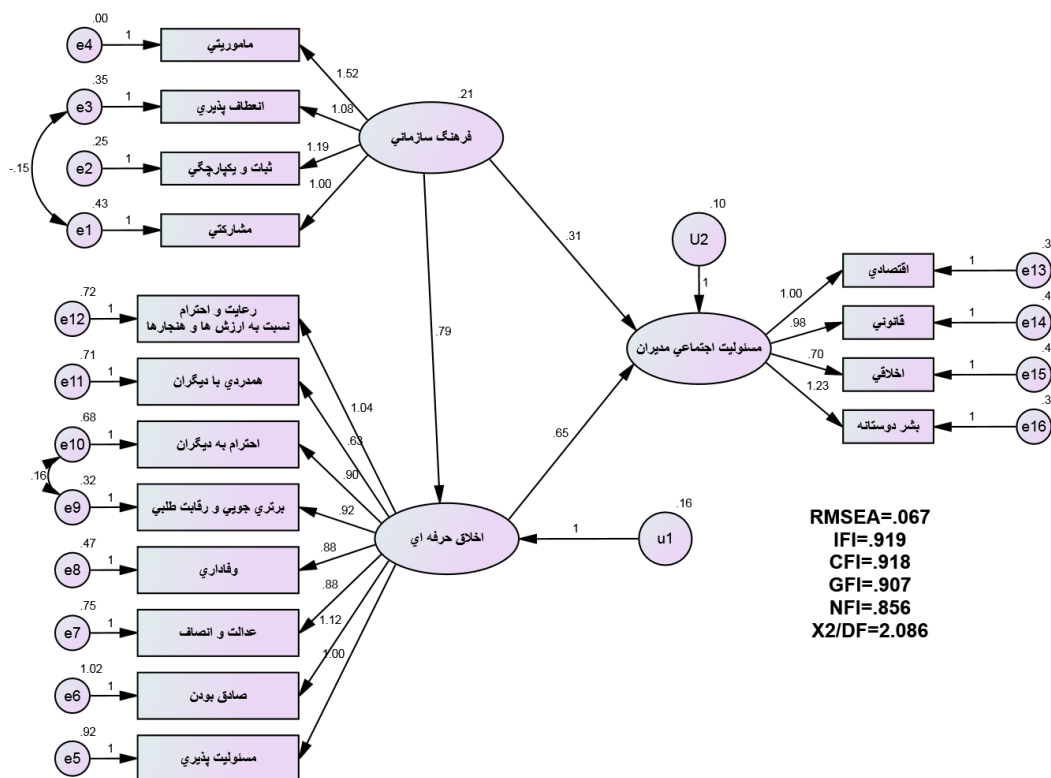 .00
e4
1
ماموريتي
1.52
.35
e3
1
انعطاف پذيري
1.08
.25
e2
1
ثبات و يكپارچگي
1.19
-.15
.43
e1
1
مشاركتي
1.00
.21
فرهنگ سازماني
.31
.79
.10
U2
1
مسئوليت اجتماعي مديران
.65
1.00
اقتصادي
1
.3
e13
.98
قانوني
1
.4
e14
.70
اخلاقي
1
.4
e15
1.23
بشر دوستانه
1
.3
e16
.72
e12
1
رعايت و احترام
نسبت به ارزش ها و هنجارها
1.04
.71
e11
1
همدردي با ديگران
.63
.68
e10
1
احترام به ديگران
.90
.16
.32
e9
1
برتري جويي و رقابت طلبي
.92
.47
e8
1
وفاداري
.88
.75
e7
1
عدالت و انصاف
.88
1.02
e6
1
صادق بودن
1.12
.92
e5
1
مسئوليت پذيري
1.00
اخلاق حرفه اي
1
.16
u1
RMSEA=.067
IFI=.919
CFI=.918
GFI=.907
NFI=.856
X2/DF=2.086